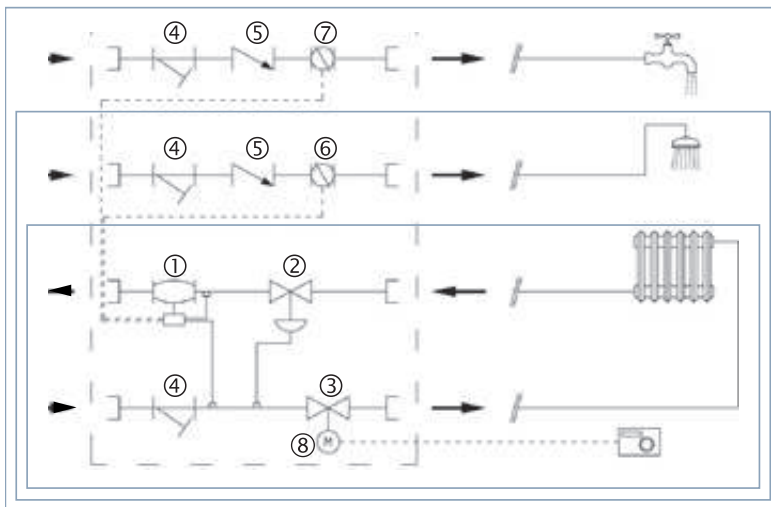 ④ ⑤ ⑦
④ ⑤ ⑥
① ②
④ ③
⑧ M